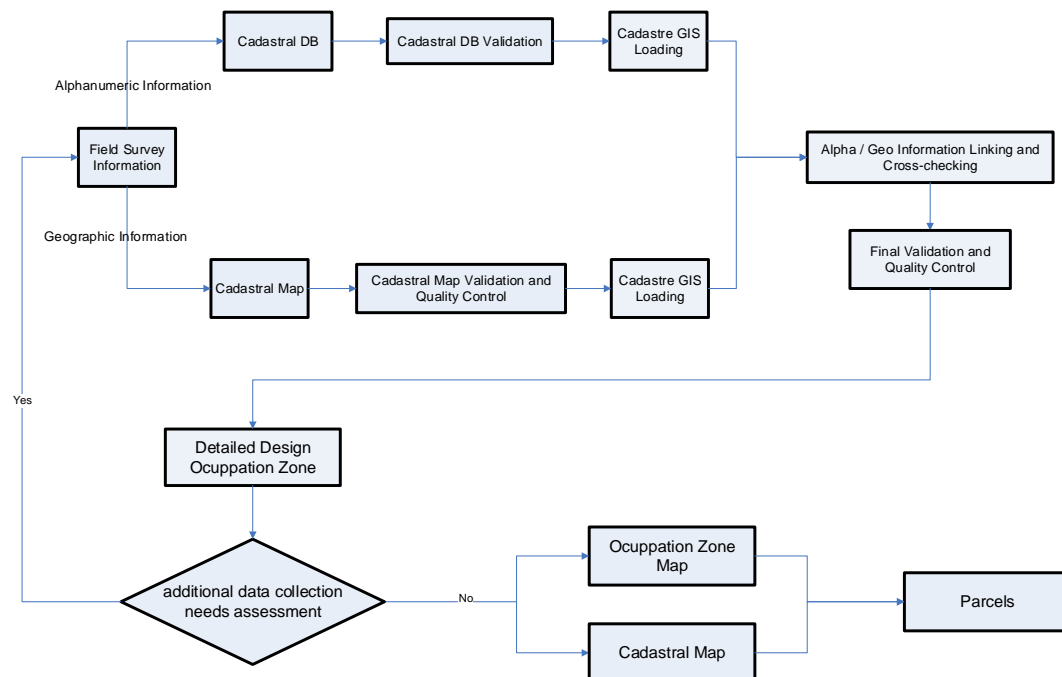 Cadastral DB
Cadastral DB Validation
Cadastre GIS
Loading
Alphanumeric Information
Field Survey
Information
Alpha / Geo Information Linking and
Cross-checking
Geographic Information
Final Validation and
Quality Control
Cadastral Map
Cadastral Map Validation and
Quality Control
Cadastre GIS
Loading
Yes
Detailed Design
Ocuppation Zone
additional data collection
needs assessment
No
Ocuppation Zone
Map
Parcels
Cadastral Map